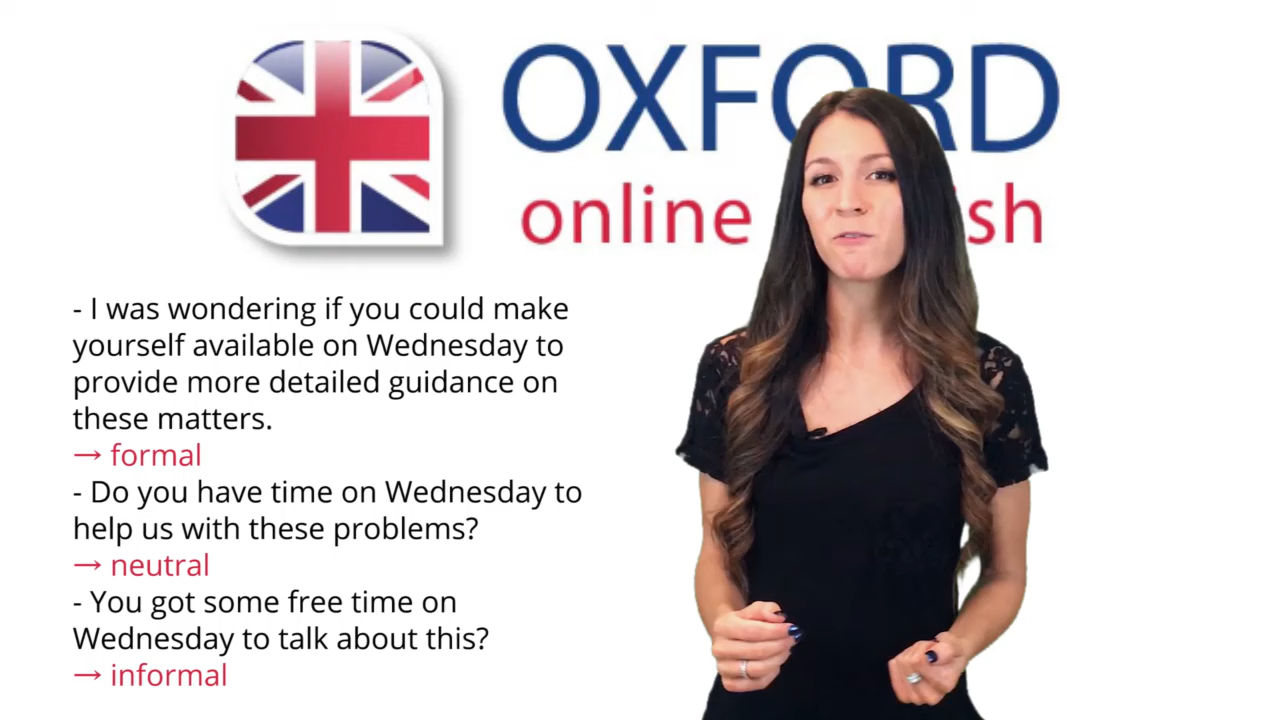 OXFORD
online sh
- I was wondering if you could make
yourself available on Wednesday to
provide more detailed guidance on
these matters.
→ formal
- Do you have time on Wednesday to
help us with these problems?
→ neutral
- You got some free time on
Wednesday to talk about this?
→ informal